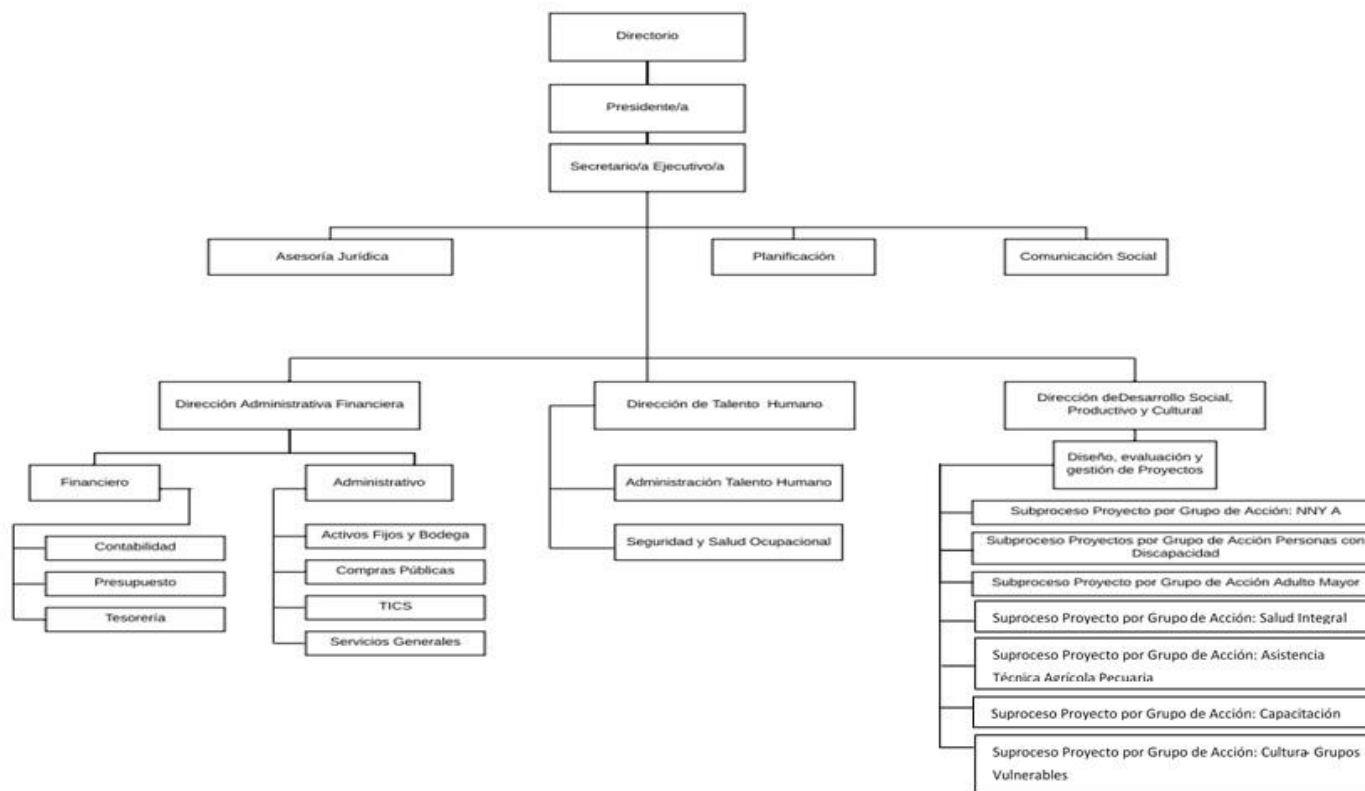 Directorio
Presidente/a
Secretario/a Ejecutivo/a
Asesoría Jurídica
Planificación
Comunicación Social
Dirección Administrativa Financiera
Dirección de Talento Humano
Dirección deDesarrollo Social,
Productivo y Cultural
Financiero
Administrativo
Contabilidad
Presupuesto
Tesorería
Activos Fijos y Bodega
Compras Públicas
TICS
Servicios Generales
Administración Talento Humano
Seguridad y Salud Ocupacional
Diseño, evaluación y
gestión de Proyectos
Subproceso Proyecto por Grupo de Acción: NNY A
Subproceso Proyectos por Grupo de Acción Personas con
Discapacidad
Subproceso Proyecto por Grupo de Acción Adulto Mayor
Suproceso Proyecto por Grupo de Acción: Salud Integral
Suproceso Proyecto por Grupo de Acción: Asistencia
Técnica Agrícola Pecuaria
Suproceso Proyecto por Grupo de Acción: Capacitación
Suproceso Proyecto por Grupo de Acción: Cultura- Grupos
Vulnerables